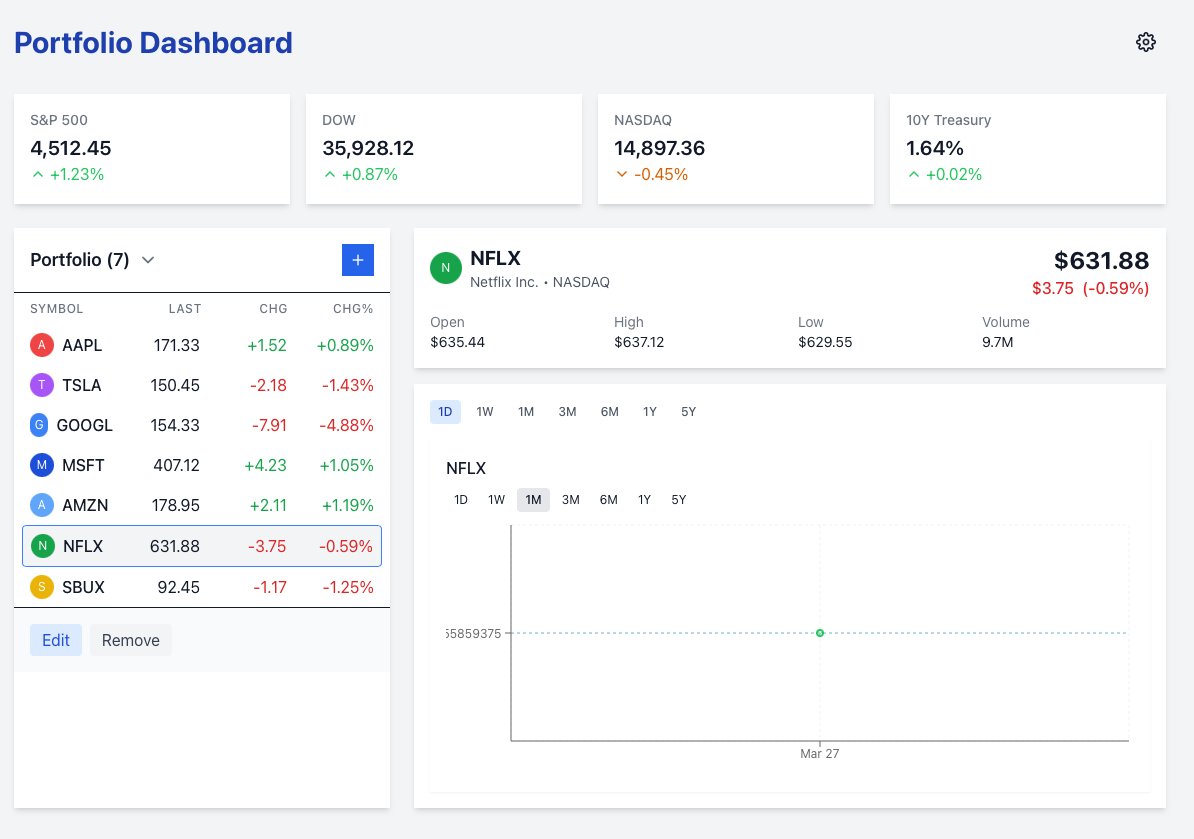 Portfolio Dashboard
S&P 500
4,512.45
+1.23%
DOW
35,928.12
+0.87%
NASDAQ
14,897.36
-0.45%
10Y Treasury
1.64%
+0.02%
Portfolio (7)
+
SYMBOL LAST CHG CHG%
A AAPL 171.33 +1.52 +0.89%
T TSLA 150.45 -2.18 -1.43%
G GOOGL 154.33 -7.91 -4.88%
M MSFT 407.12 +4.23 +1.05%
A AMZN 178.95 +2.11 +1.19%
N NFLX 631.88 -3.75 -0.59%
S SBUX 92.45 -1.17 -1.25%
Edit Remove
N NFLX
Netflix Inc. • NASDAQ
$631.88
$3.75 (-0.59%)
Open High Low Volume
$635.44 $637.12 $629.55 9.7M
1D 1W 1M 3M 6M 1Y 5Y
NFLX
1D 1W 1M 3M 6M 1Y 5Y
55859375
Mar 27